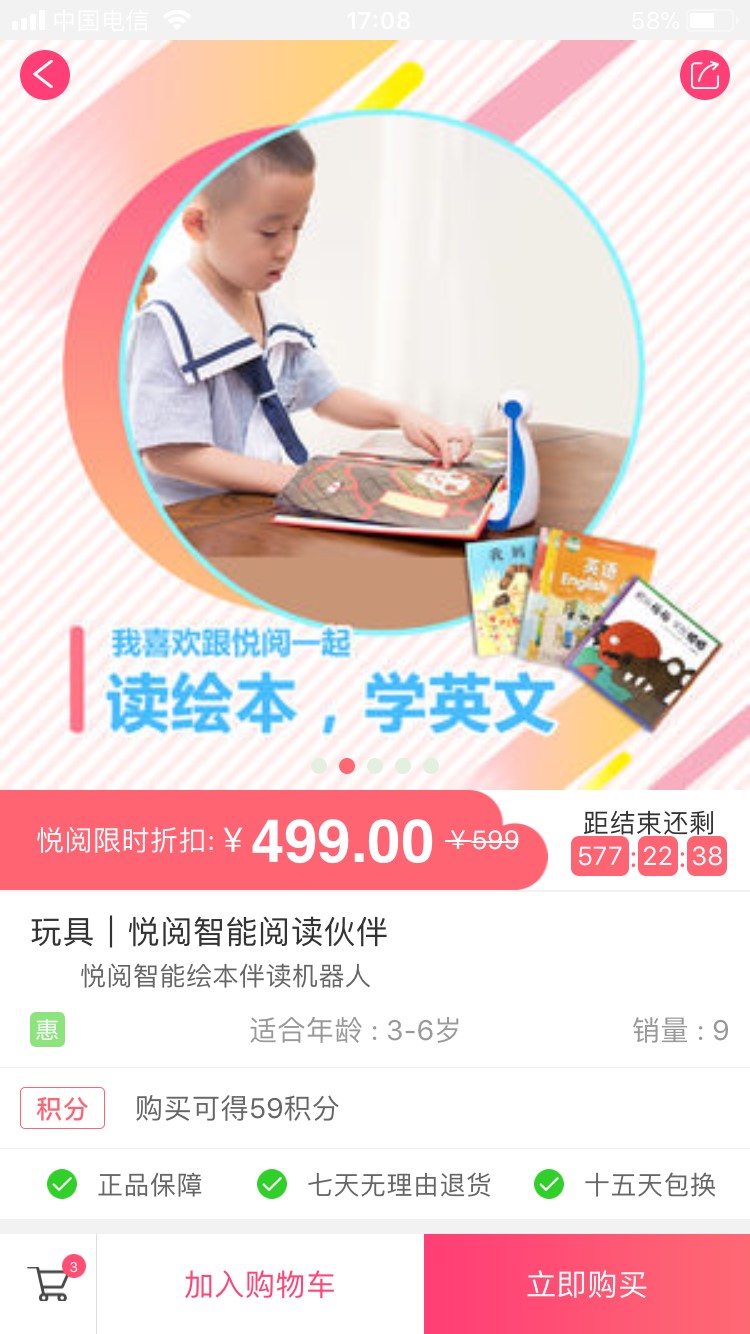 中国电信 17:08 58%
我喜欢跟悦阅一起
读绘本，学英文
我 妈
英语
English
悦阅限时折扣: ￥499.00 ￥599
距结束还剩
577:22:38
玩具｜悦阅智能阅读伙伴
悦阅智能绘本伴读机器人
惠 适合年龄 : 3-6岁 销量 : 9
积分 购买可得59积分
正品保障 七天无理由退货 十五天包换
3
加入购物车 立即购买